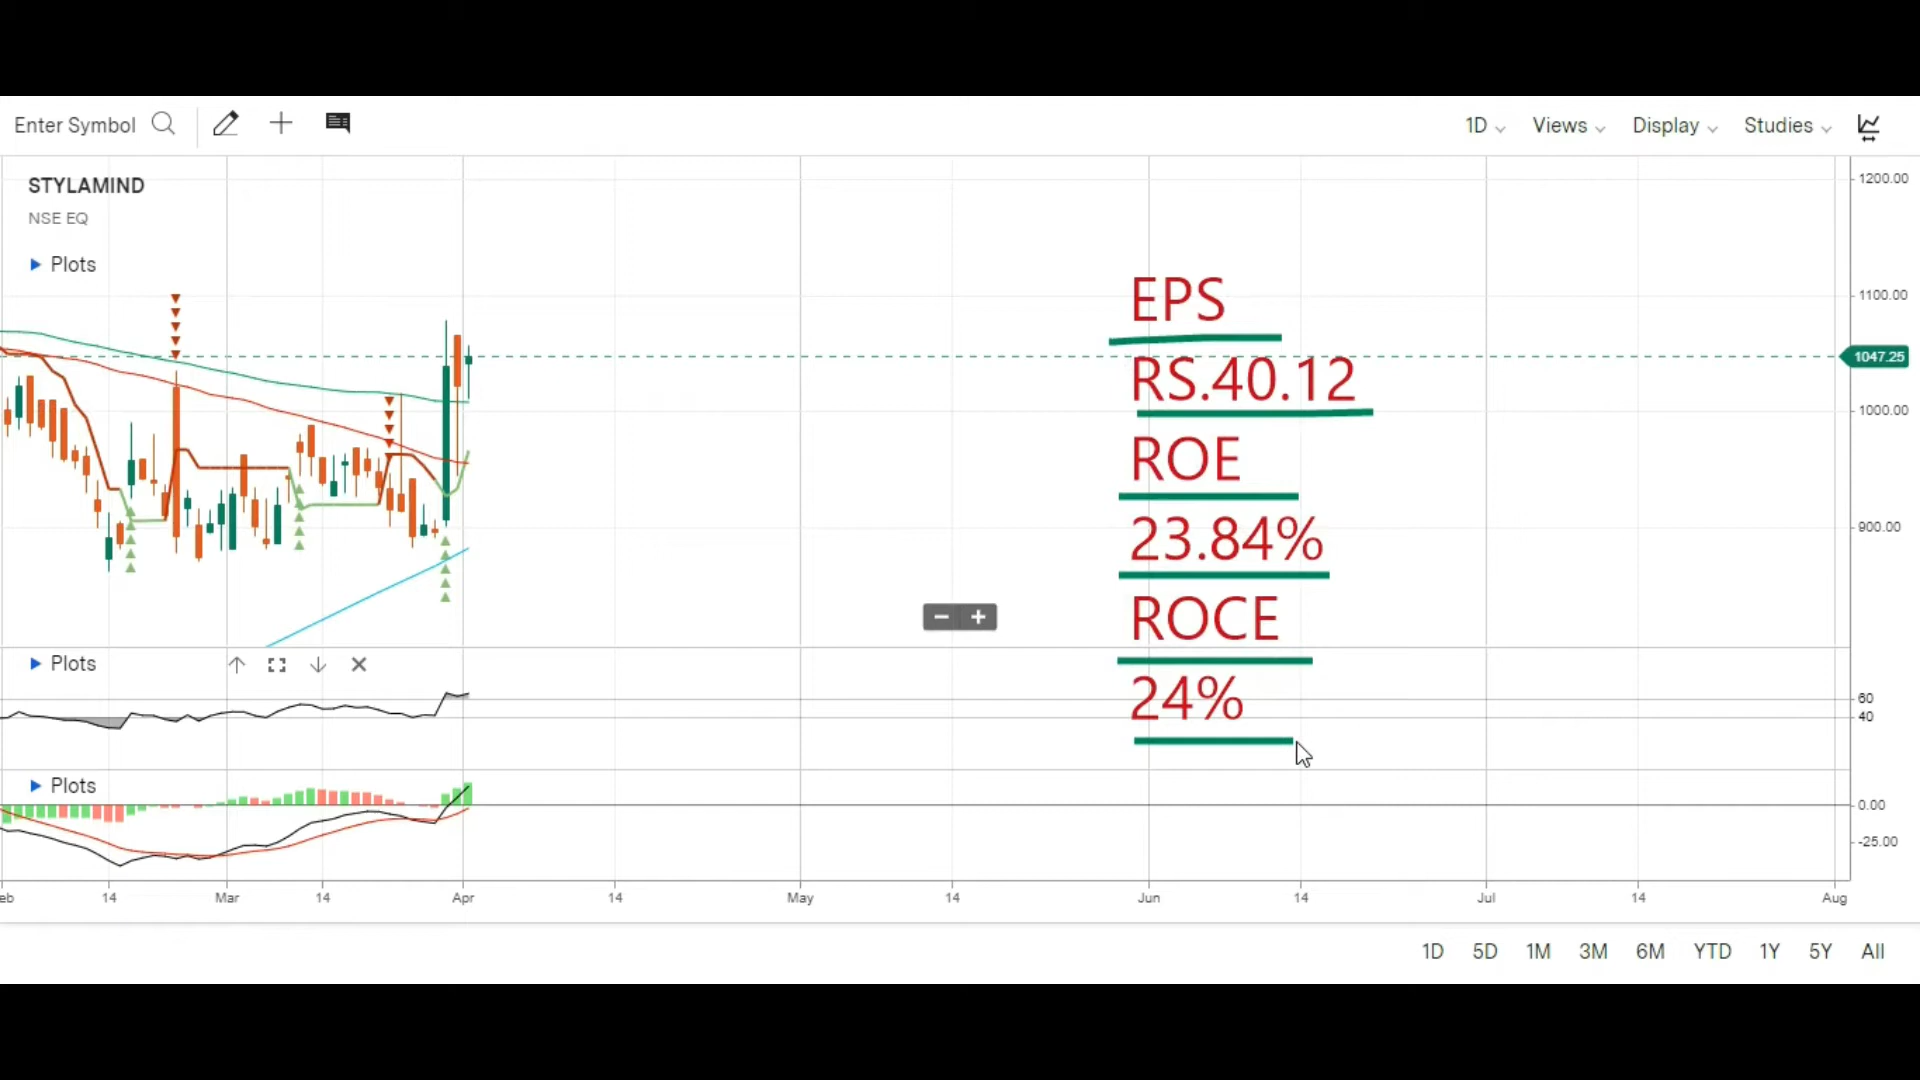 Enter Symbol
1D Views Display Studies
STYLAMIND
NSE EQ
Plots
1200.00
1100.00
1047.25
1000.00
900.00
EPS
RS.40.12
ROE
23.84%
ROCE
24%
− +
Plots
60
40
Plots
0.00
-25.00
eb 14 Mar 14 Apr 14 May 14 Jun 14 Jul 14 Aug
1D 5D 1M 3M 6M YTD 1Y 5Y All